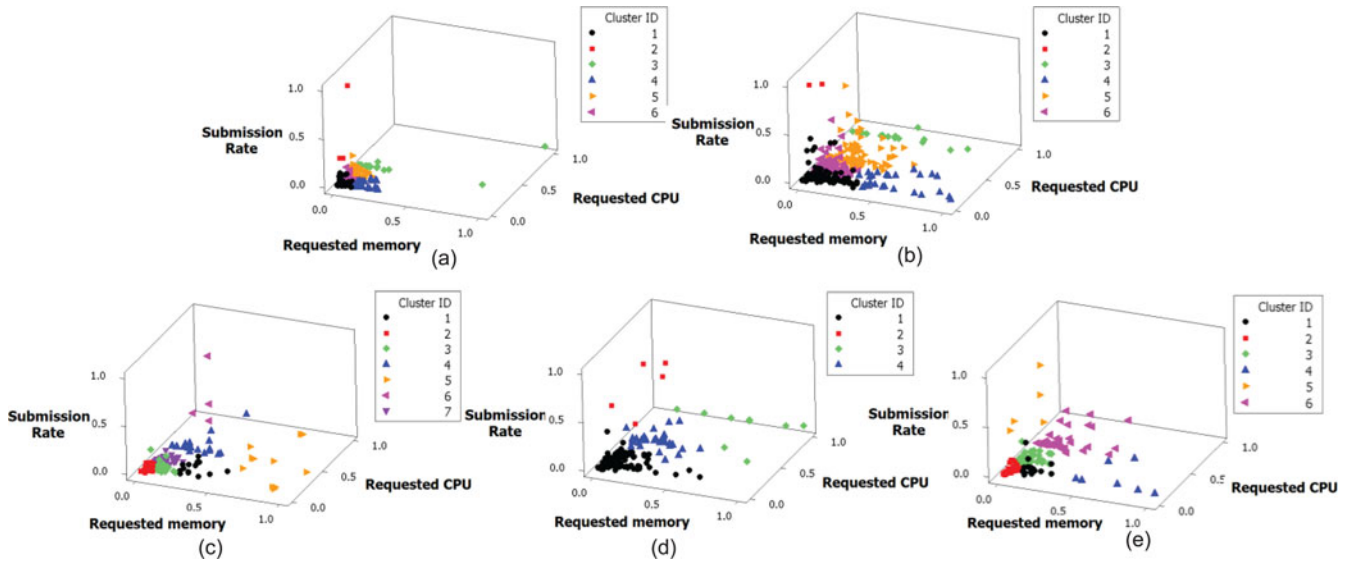 Cluster ID
1
2
3
4
5
6
1.0
0.5
0.0
Submission
Rate
0.0
0.5
1.0
Requested memory
0.0
0.5
1.0
Requested CPU
(a)
Cluster ID
1
2
3
4
5
6
1.0
0.5
0.0
Submission
Rate
0.0
0.5
1.0
Requested memory
0.0
0.5
1.0
Requested CPU
(b)
Cluster ID
1
2
3
4
5
6
7
1.0
0.5
0.0
Submission
Rate
0.0
0.5
1.0
Requested memory
0.0
0.5
1.0
Requested CPU
(c)
Cluster ID
1
2
3
4
1.0
0.5
0.0
Submission
Rate
0.0
0.5
1.0
Requested memory
0.0
0.5
1.0
Requested CPU
(d)
Cluster ID
1
2
3
4
5
6
1.0
0.5
0.0
Submission
Rate
0.0
0.5
1.0
Requested memory
0.0
0.5
1.0
Requested CPU
(e)